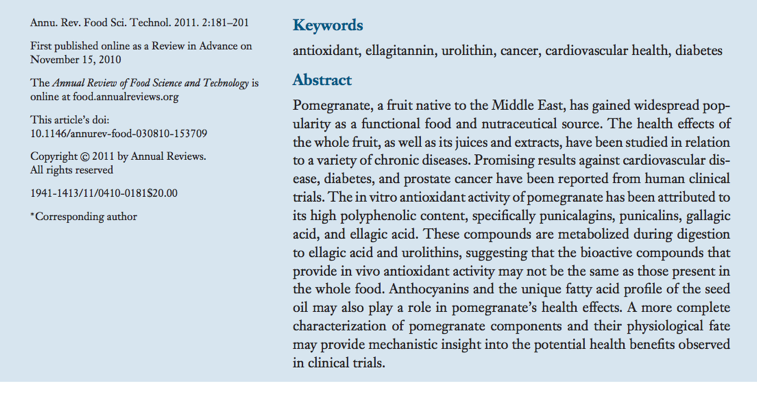 Annu. Rev. Food Sci. Technol. 2011. 2:181–201
First published online as a Review in Advance on
November 15, 2010
The Annual Review of Food Science and Technology is
online at food.annualreviews.org
This article's doi:
10.1146/annurev-food-030810-153709
Copyright © 2011 by Annual Reviews.
All rights reserved
1941-1413/11/0410-0181$20.00
*Corresponding author
Keywords
antioxidant, ellagitannin, urolithin, cancer, cardiovascular health, diabetes
Abstract
Pomegranate, a fruit native to the Middle East, has gained widespread pop-
ularity as a functional food and nutraceutical source. The health effects of
the whole fruit, as well as its juices and extracts, have been studied in relation
to a variety of chronic diseases. Promising results against cardiovascular dis-
ease, diabetes, and prostate cancer have been reported from human clinical
trials. The in vitro antioxidant activity of pomegranate has been attributed to
its high polyphenolic content, specifically punicalagins, punicalins, gallagic
acid, and ellagic acid. These compounds are metabolized during digestion
to ellagic acid and urolithins, suggesting that the bioactive compounds that
provide in vivo antioxidant activity may not be the same as those present in
the whole food. Anthocyanins and the unique fatty acid profile of the seed
oil may also play a role in pomegranate's health effects. A more complete
characterization of pomegranate components and their physiological fate
may provide mechanistic insight into the potential health benefits observed
in clinical trials.